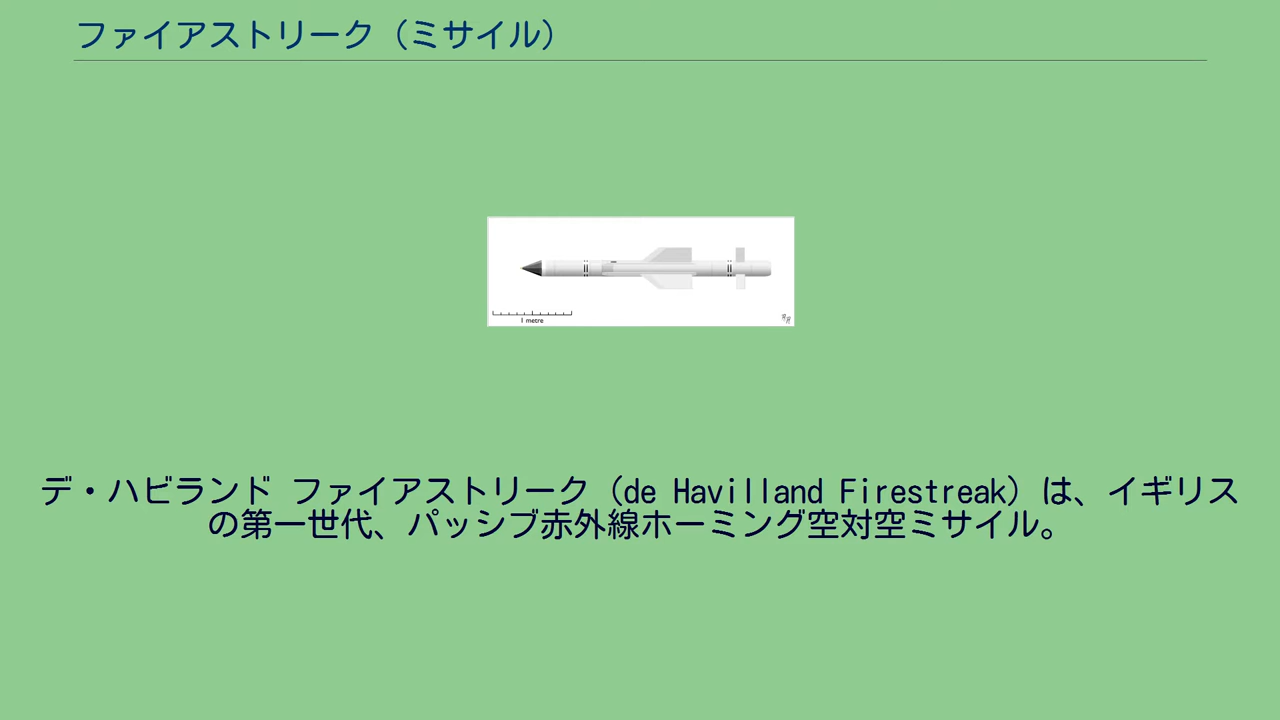 ファイアストリーク（ミサイル）
1 metre
デ・ハビランド ファイアストリーク（de Havilland Firestreak）は、イギリス
の第一世代、パッシブ赤外線ホーミング空対空ミサイル。